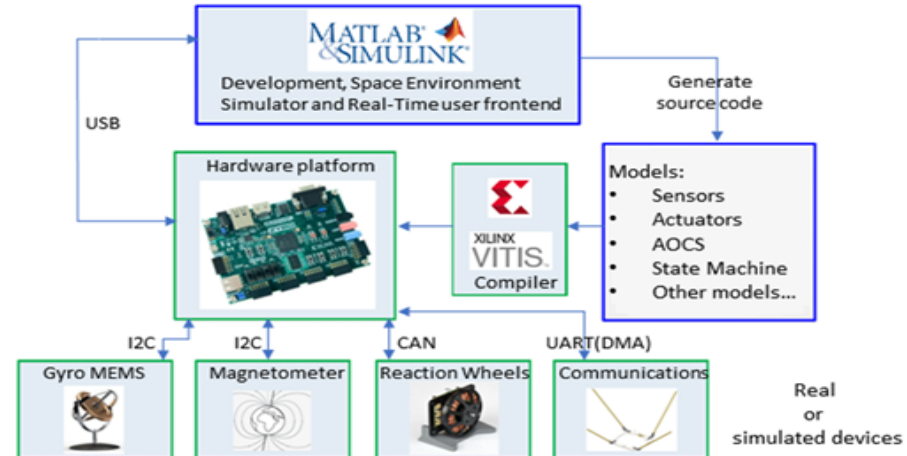 MATLAB®
&SIMULINK®
Development, Space Environment
Simulator and Real-Time user frontend
Generate
source code
USB
Hardware platform
XILINX
VITIS™
Compiler
Models:
• Sensors
• Actuators
• AOCS
• State Machine
• Other models...
I2C
I2C
CAN
UART(DMA)
Gyro MEMS
Magnetometer
Reaction Wheels
Communications
Real
or
simulated devices